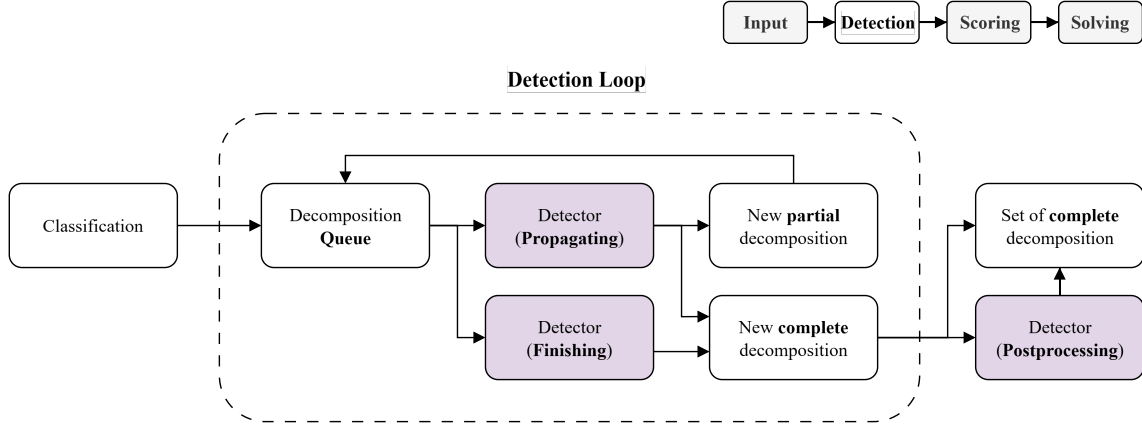 Input
Detection
Scoring
Solving
Detection Loop
Classification
Decomposition
Queue
Detector
(Propagating)
New partial
decomposition
Set of complete
decomposition
Detector
(Finishing)
New complete
decomposition
Detector
(Postprocessing)